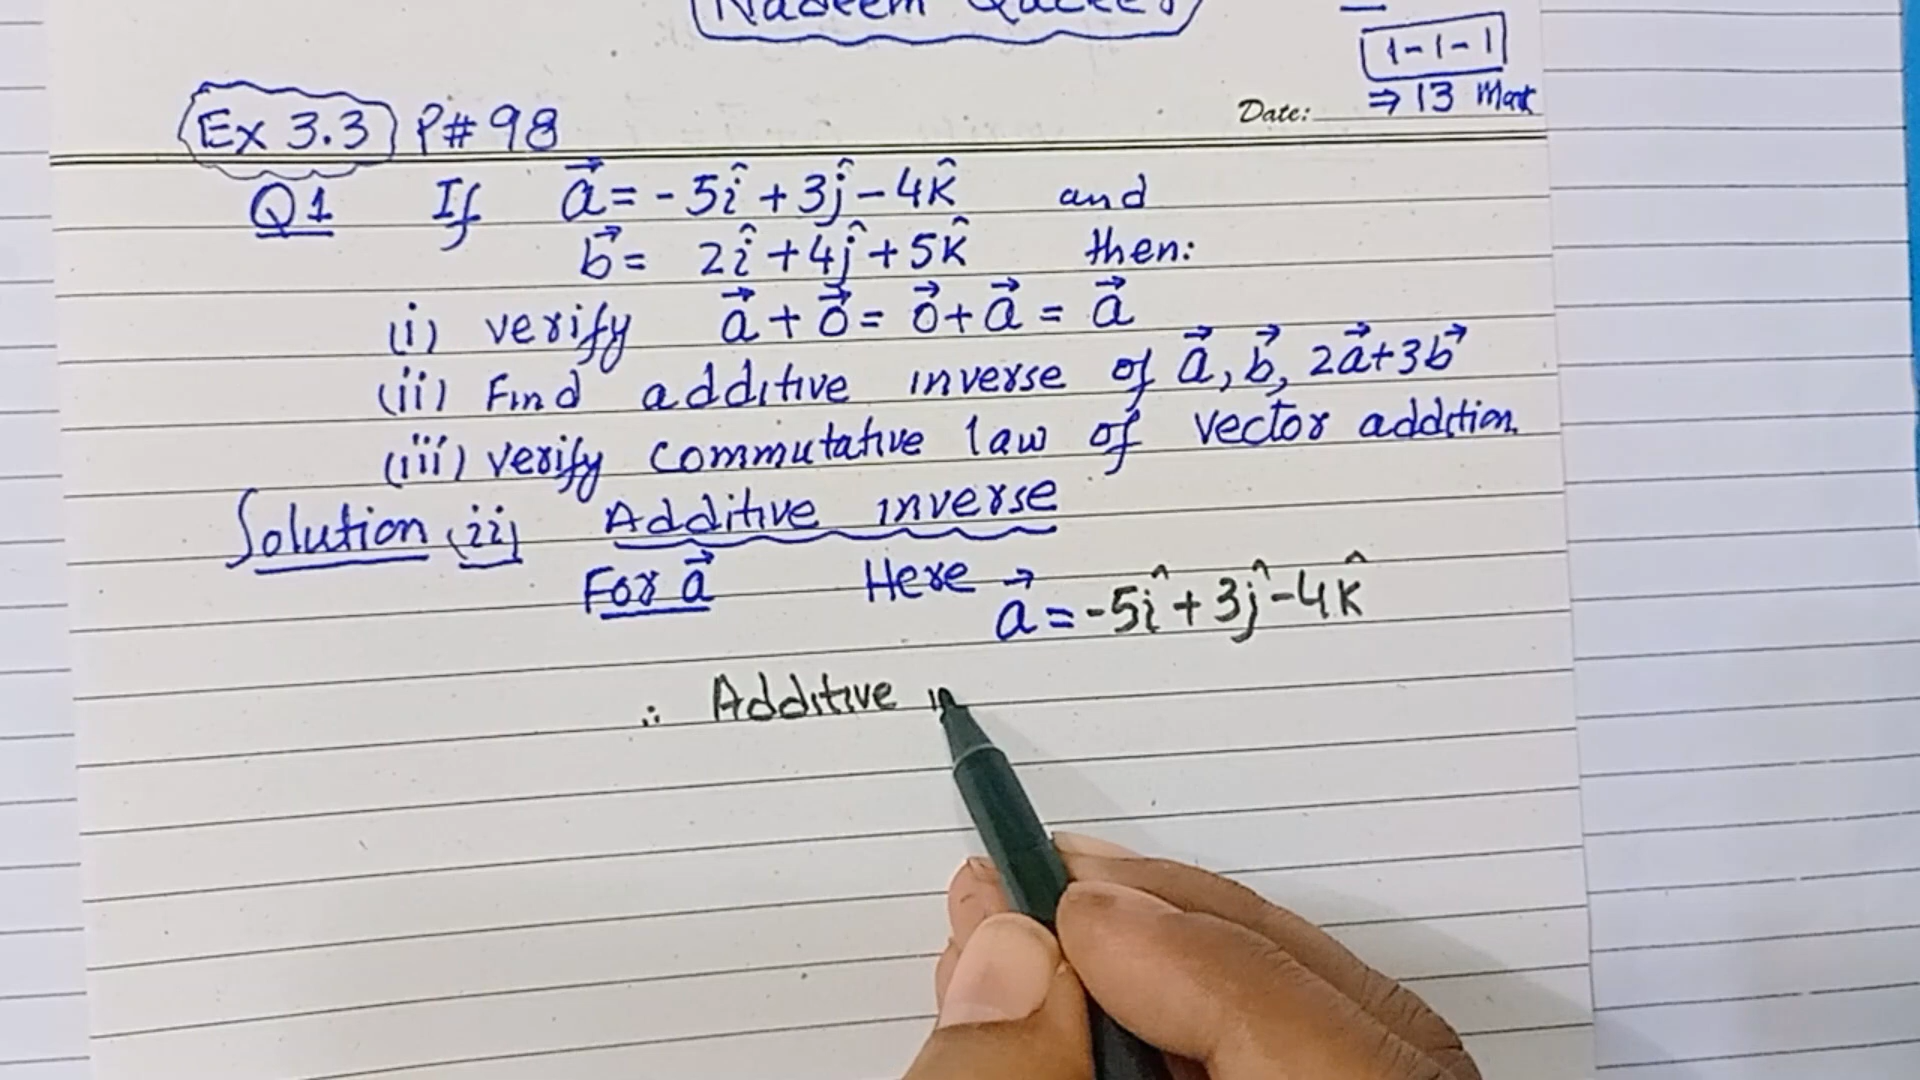 1-1-1
Date: ⇒ 13 Mark
Ex 3.3 P# 98
Q1 If a⃗ = -5î + 3ĵ - 4k̂ and
b⃗ = 2î + 4ĵ + 5k̂ then:
(i) verify a⃗ + 0⃗ = 0⃗ + a⃗ = a⃗
(ii) Find additive inverse of a⃗, b⃗, 2a⃗+3b⃗
(iii) verify commutative law of vector addition.
Solution (ii) Additive inverse
For a⃗ Here a⃗ = -5î + 3ĵ - 4k̂
∴ Additive